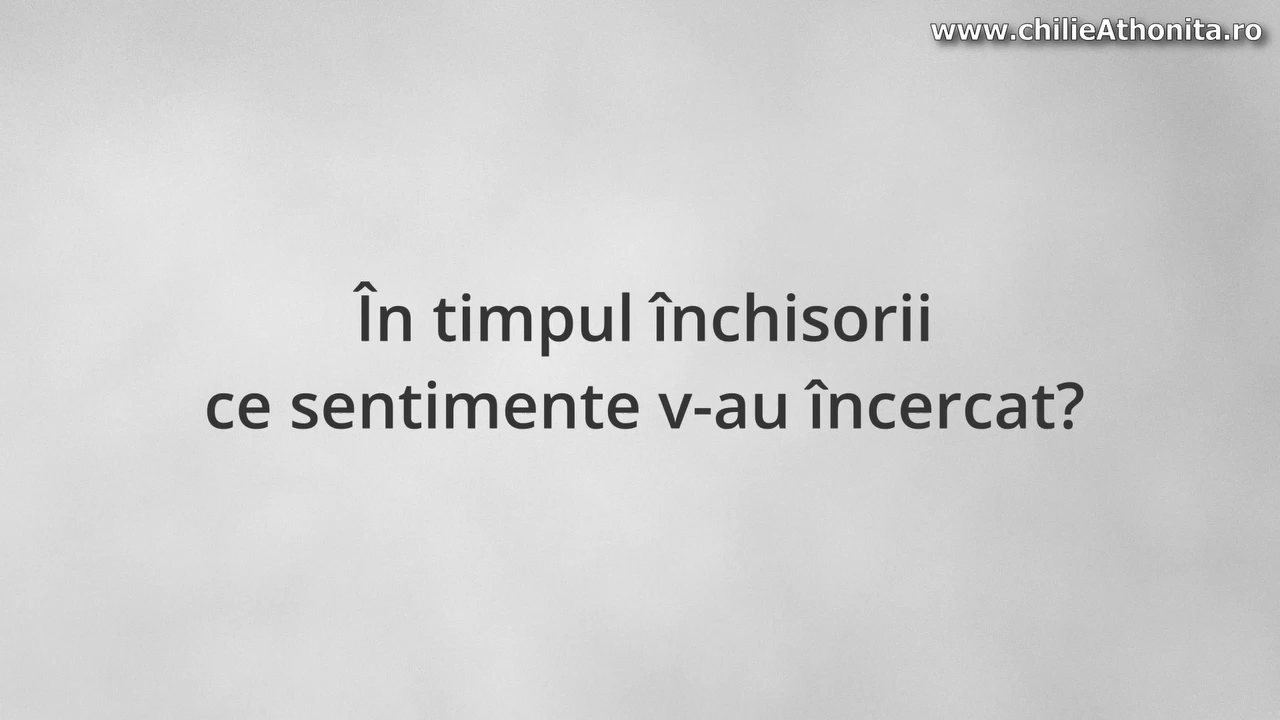 www.chilieAthonita.ro
În timpul închisorii
ce sentimente v-au încercat?